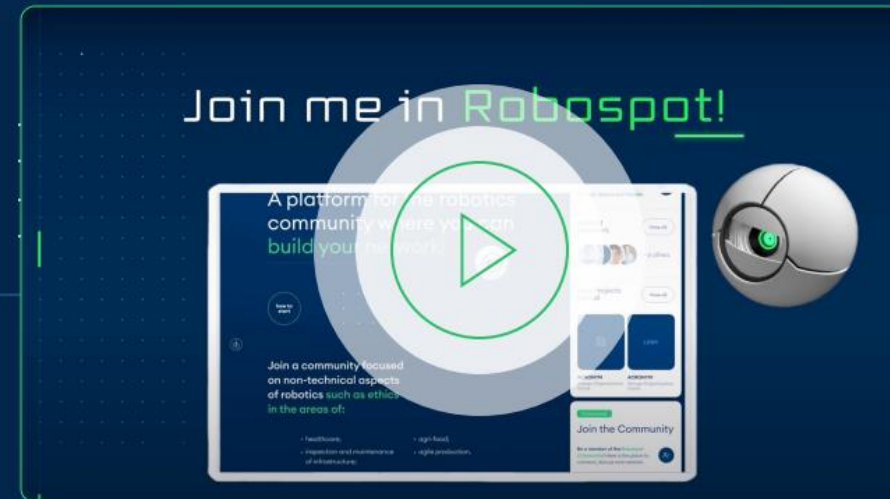 Join me in Robospot!
A platform for the robotics
community where you can
build your network.
how to
start
Join a community focused
on non-technical aspects
of robotics such as ethics
in the areas of:
• healthcare,
• inspection and maintenance
of infrastructure;
• agri-food,
• agile production.
View All
View All
ACRONYM
ACRONYM
Join the Community